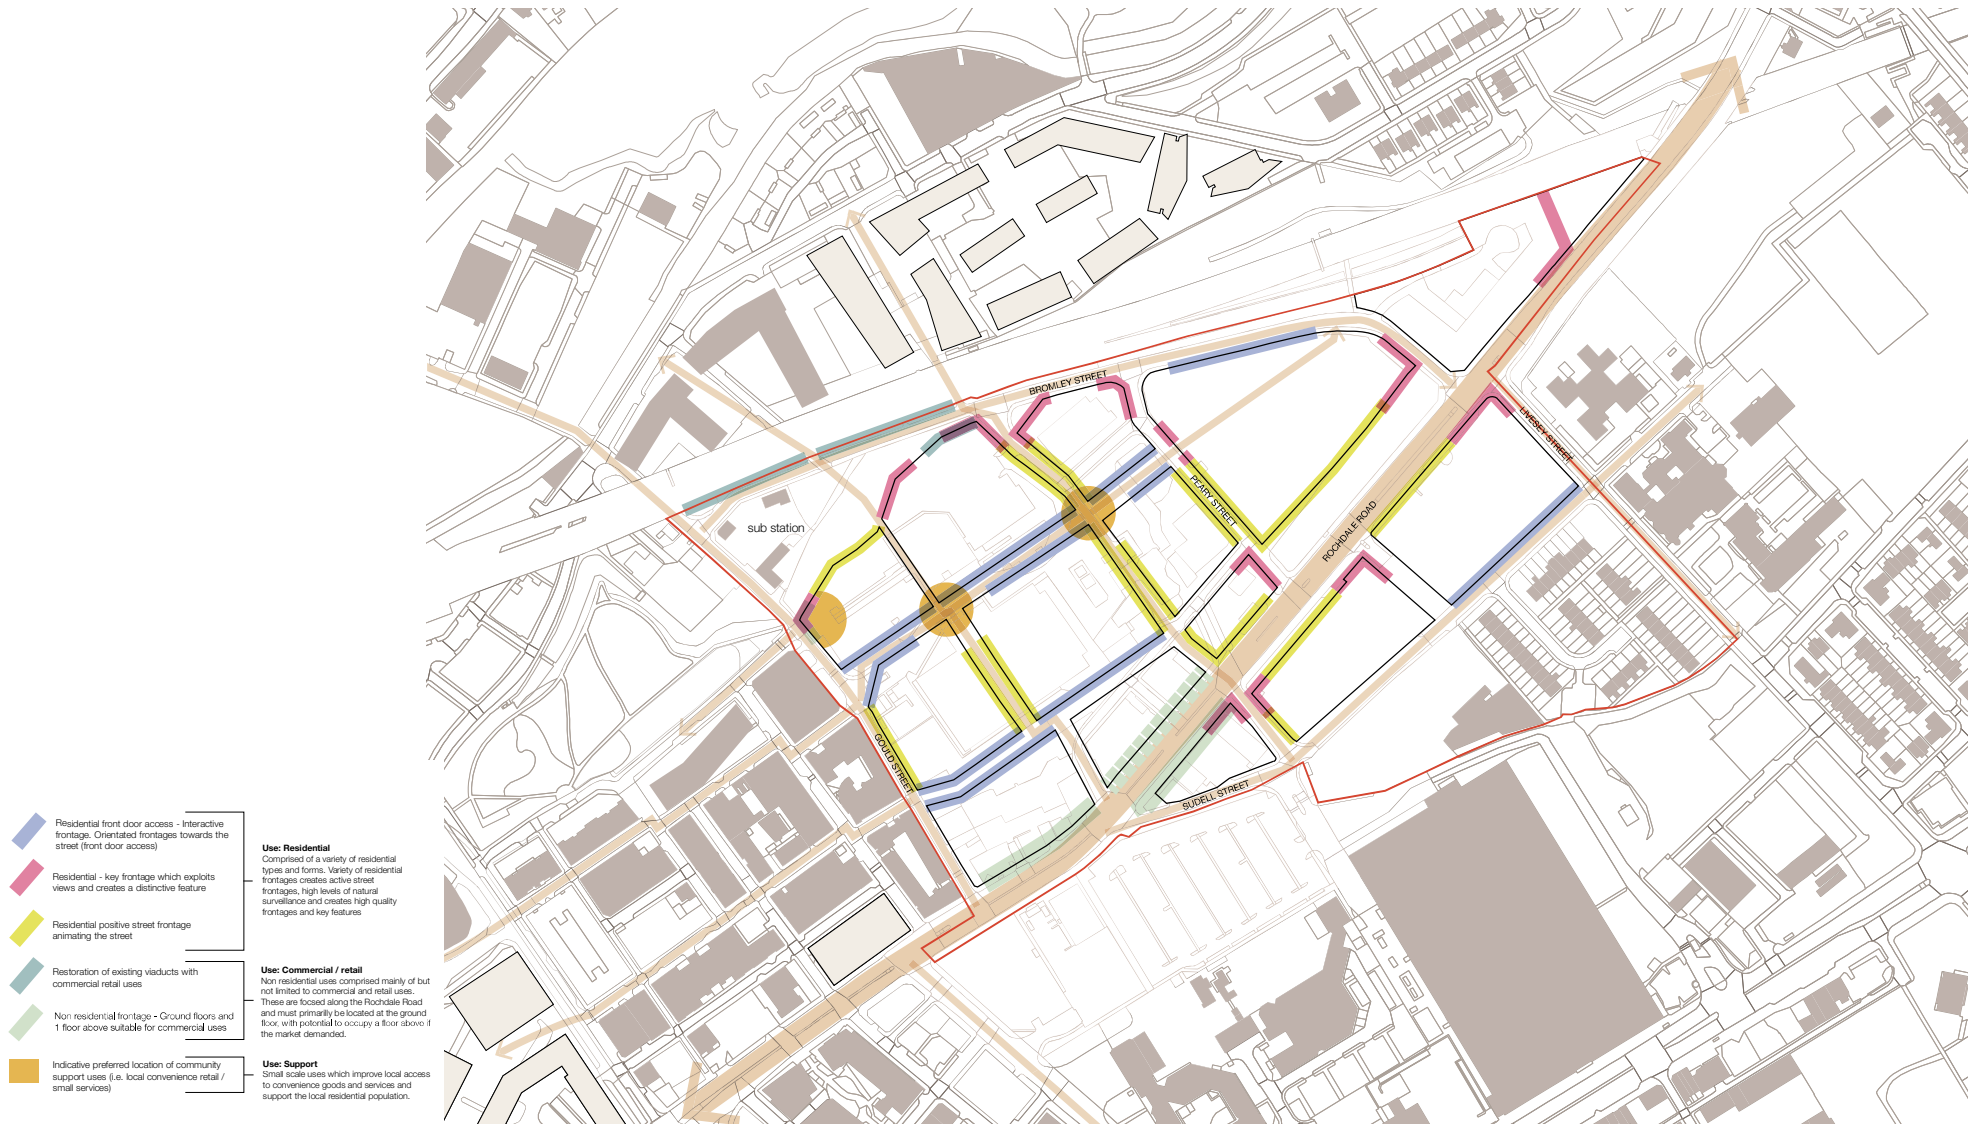 BROMLEY STREET
sub station
PEARY STREET
LIVESEY STREET
ROCHDALE ROAD
GOULD STREET
SUDELL STREET
Residential front door access - Interactive
frontage. Orientated frontages towards the
street (front door access)
Residential - key frontage which exploits
views and creates a distinctive feature
Residential positive street frontage
animating the street
Restoration of existing viaducts with
commercial retail uses
Non residential frontage - Ground floors and
1 floor above suitable for commercial uses
Indicative preferred location of community
support uses (i.e. local convenience retail /
small services)
Use: Residential
Comprised of a variety of residential
types and forms. Variety of residential
frontages creates active street
frontages, high levels of natural
surveillance and creates high quality
frontages and key features
Use: Commercial / retail
Non residential uses comprised mainly of but
not limited to commercial and retail uses.
These are focsed along the Rochdale Road
and must primarily be located at the ground
floor, with potential to occupy a floor above if
the market demanded.
Use: Support
Small scale uses which improve local access
to convenience goods and services and
support the local residential population.